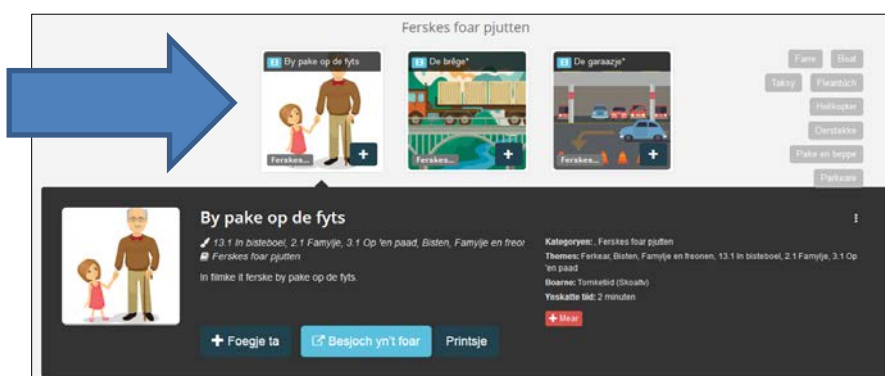 Ferskes foar pjutten
By pake op de fyts
De brêge*
De garaazje*
Ferskes...
Ferskes...
Ferskes...
Farre Boat
Taksy Fleantúch
Helikopter
Oerstekke
Pake en beppe
Parkeare
By pake op de fyts
13.1 In bisteboel, 2.1 Famylje, 3.1 Op 'en paad, Bisten, Famylje en freon
Ferskes foar pjutten
In filmke it ferske by pake op de fyts.
Foegje ta
Besjoch yn't foar
Printsje
Kategoryen: , Ferskes foar pjutten
Themes: Ferkear, Bisten, Famylje en freonen, 13.1 In bisteboel, 2.1 Famylje, 3.1 Op
'en paad
Boarne: Tomketiid (Skoaltv)
Ynskatte tiid: 2 minuten
Mear